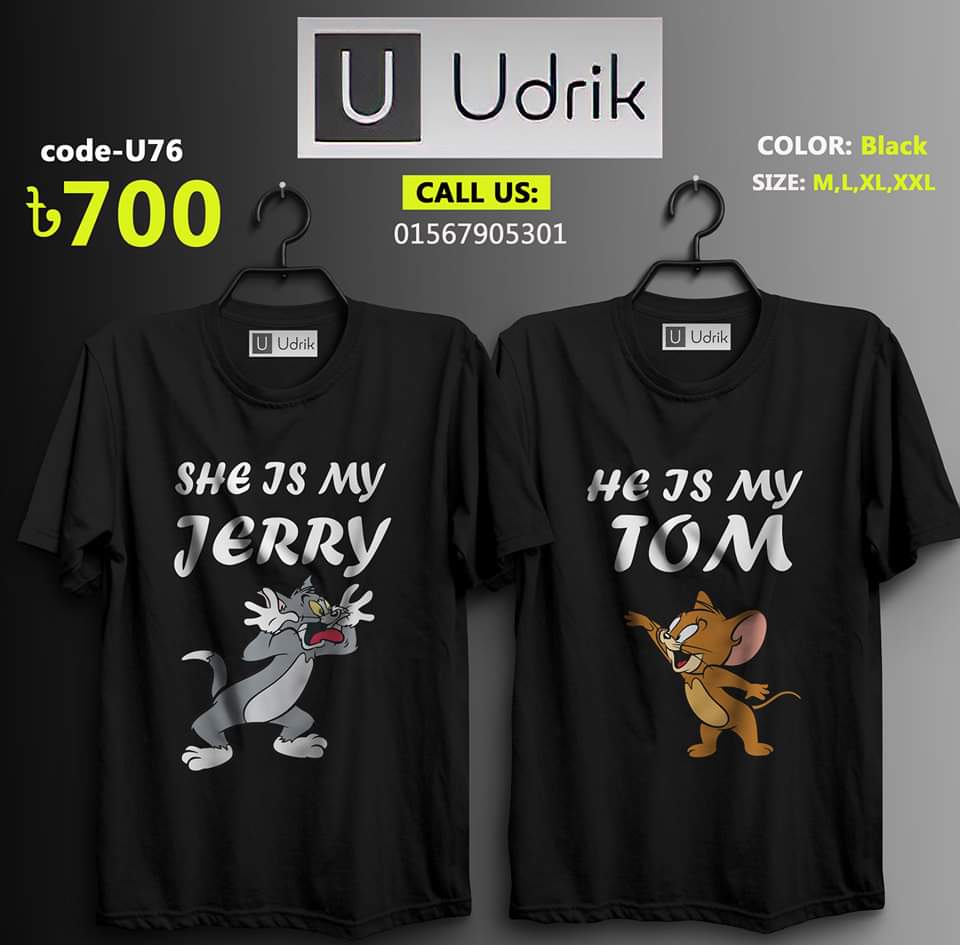 U Udrik
code-U76
৳700
CALL US:
01567905301
COLOR: Black
SIZE: M,L,XL,XXL
U Udrik
U Udrik
SHE IS MY
JERRY
HE IS MY
TOM